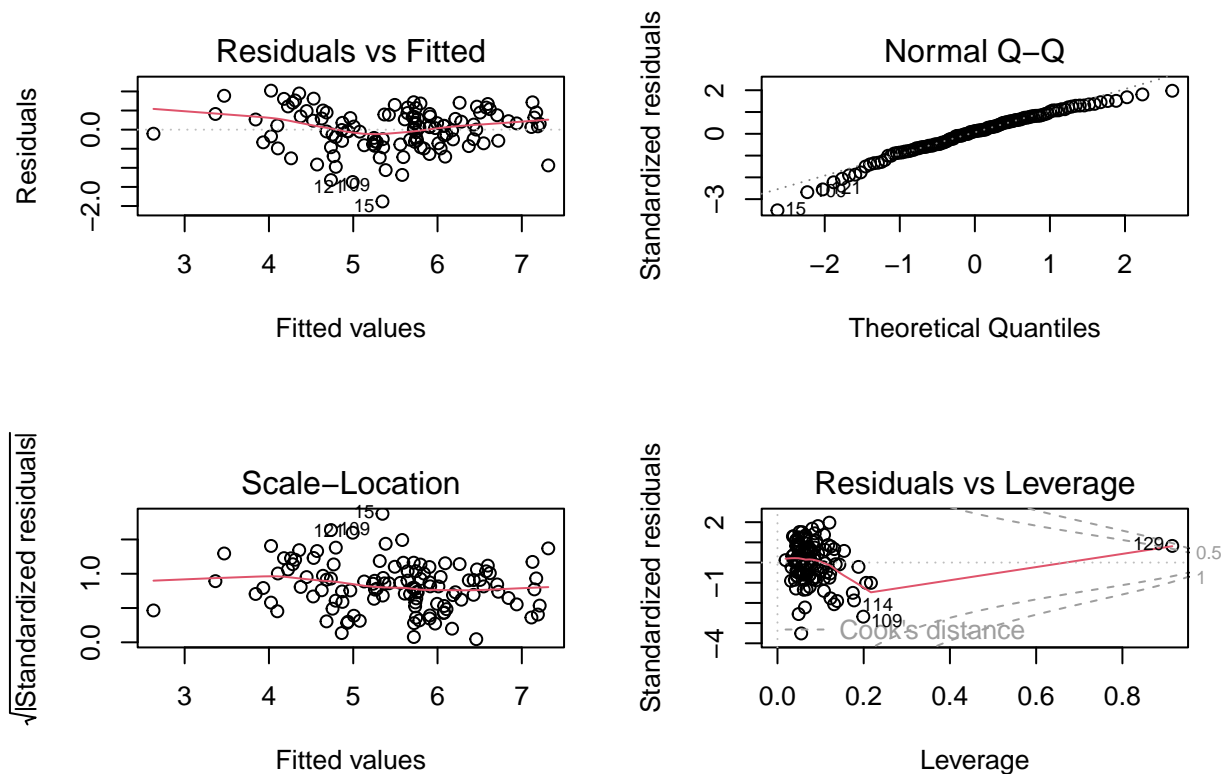 Residuals vs Fitted
Residuals
0.0
−2.0
121
109
15
3 4 5 6 7
Fitted values
Normal Q−Q
Standardized residuals
2
0
−3
15
121
−2 −1 0 1 2
Theoretical Quantiles
Scale−Location
√|Standardized residuals|
1.0
0.0
15
121
109
3 4 5 6 7
Fitted values
Residuals vs Leverage
Standardized residuals
2
−1
−4
129
114
109
Cook's distance
0.5
1
0.0 0.2 0.4 0.6 0.8
Leverage